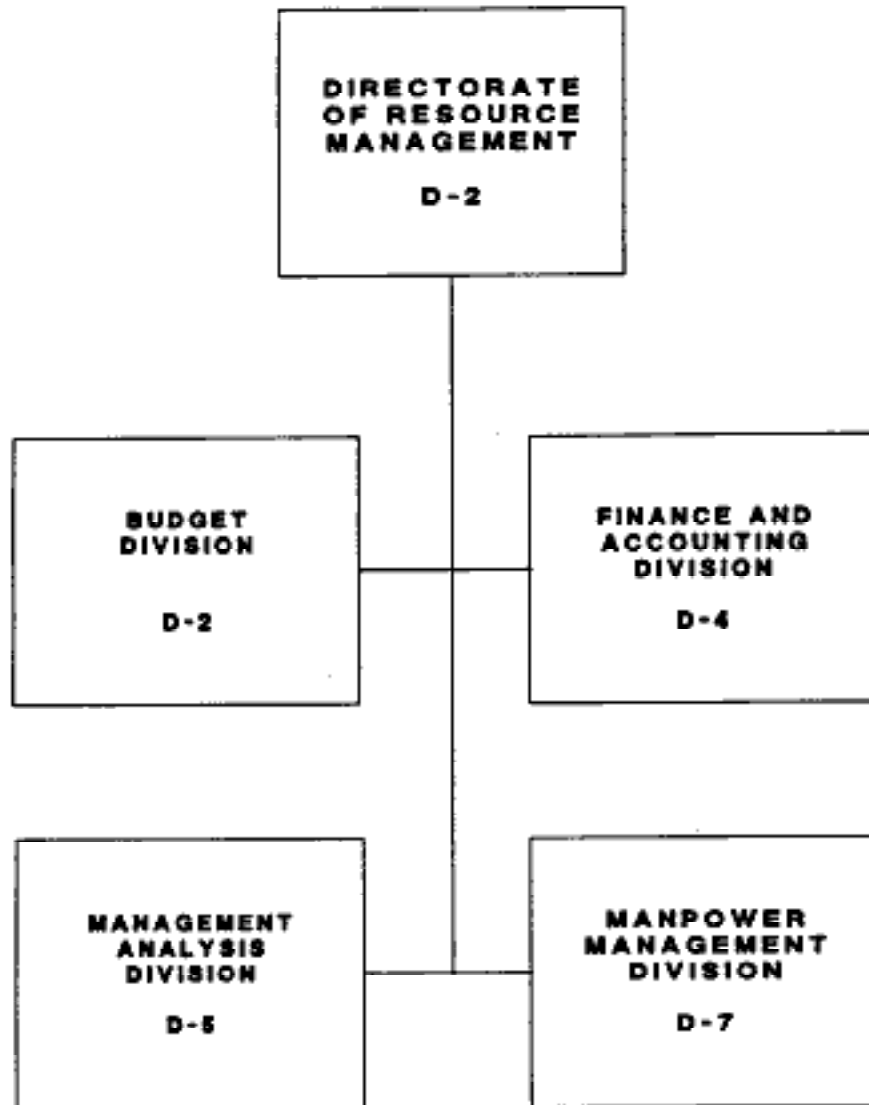 DIRECTORATE
OF RESOURCE
MANAGEMENT
D-2
BUDGET
DIVISION
D-2
FINANCE AND
ACCOUNTING
DIVISION
D-4
MANAGEMENT
ANALYSIS
DIVISION
D-5
MANPOWER
MANAGEMENT
DIVISION
D-7